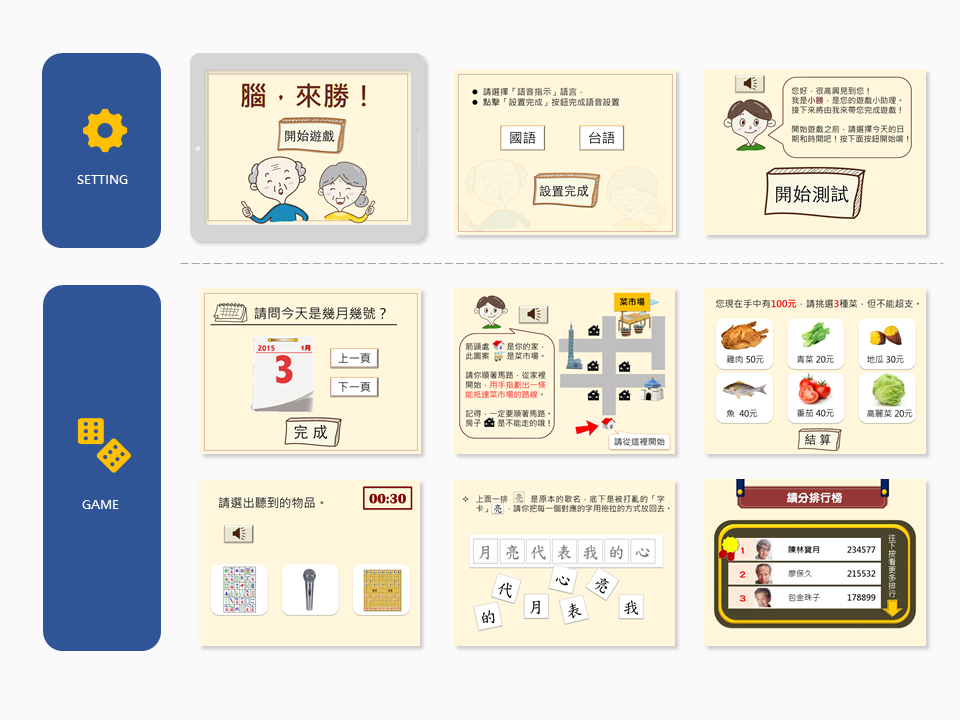 SETTING
腦，來勝！
開始遊戲
● 請選擇「語音指示」語言，
● 點擊「設置完成」按鈕完成語音設置
國語
台語
設置完成
您好，很高興見到您！
我是小勝，是您的遊戲小助理。
接下來將由我來帶您完成遊戲！
開始遊戲之前，請選擇今天的日
期和時間吧！按下面按鈕開始唷！
開始測試
GAME
請問今天是幾月幾號？
2015 1月
3
上一頁
下一頁
完成
菜市場
箭頭處 是你的家，
此圖案 是菜市場。
請你順著馬路，從家裡
開始，用手指劃出一條
能抵達菜市場的路線。
記得，一定要順著馬路。
房子 是不能走的哦！
請從這裡開始
您現在手中有100元，請挑選3種菜，但不能超支。
雞肉 50元
青菜 20元
地瓜 30元
魚 40元
番茄 40元
高麗菜 20元
結算
請選出聽到的物品。
00:30
上面一排 亮 是原本的歌名，底下是被打亂的「字
卡」亮，請你把每一個對應的字用拖拉的方式放回去。
月亮代表我的心
代 心 亮
的 月 表 我
績分排行榜
1 陳林寶月 234577
2 廖保久 215532
3 包金珠子 178899
往下按看更多排行